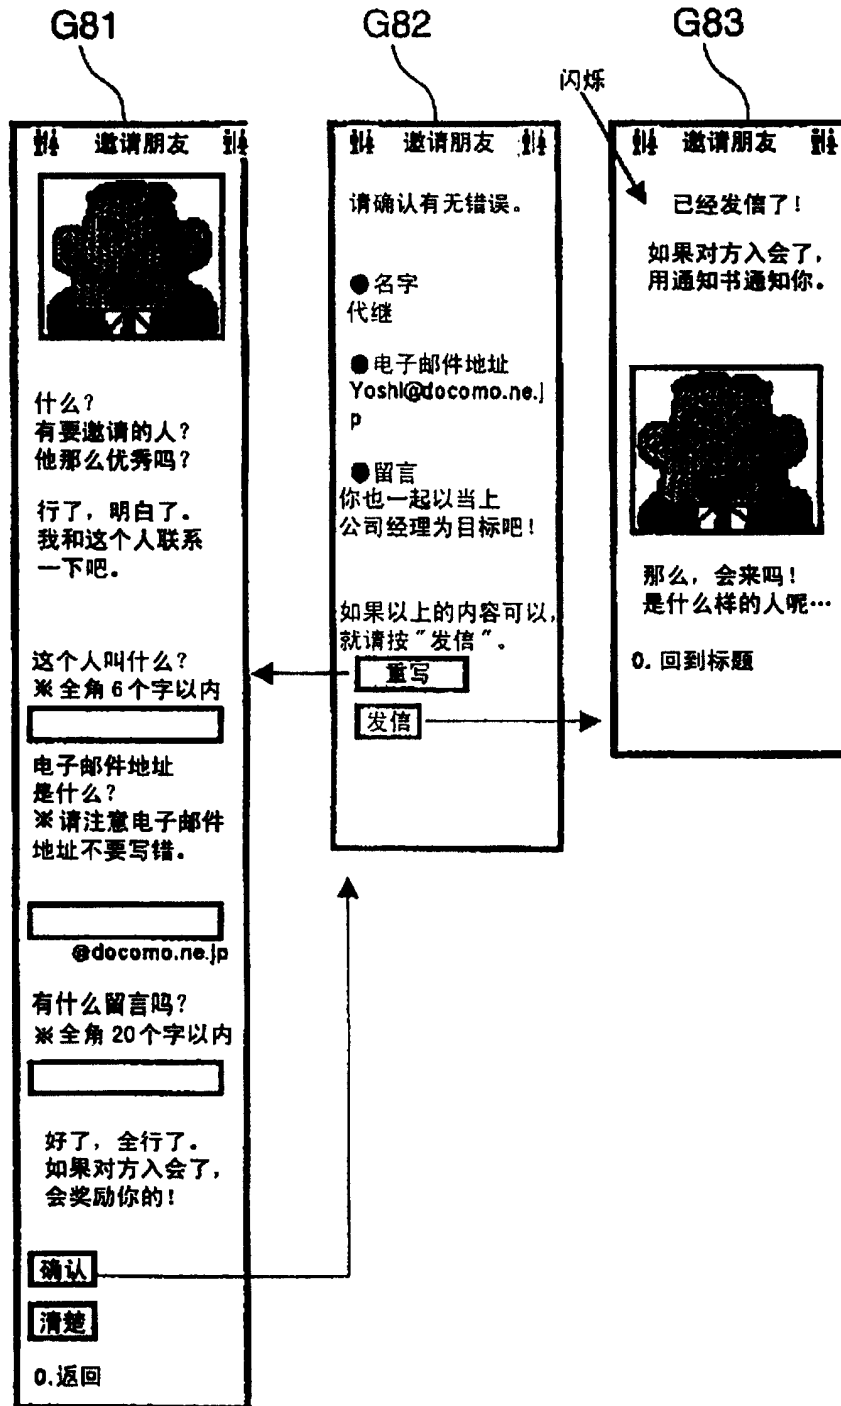 G81
邀请朋友
什么?
有要邀请的人?
他那么优秀吗?
行了，明白了。
我和这个人联系
一下吧。
这个人叫什么?
※全角6个字以内
电子邮件地址
是什么?
※请注意电子邮件
地址不要写错。
@docomo.ne.jp
有什么留言吗?
※全角20个字以内
好了，全行了。
如果对方入会了，
会奖励你的!
确认
清楚
0.返回
G82
邀请朋友
请确认有无错误。
●名字
代继
●电子邮件地址
Yoshi@docomo.ne.j
p
●留言
你也一起以当上
公司经理为目标吧!
如果以上的内容可以，
就请按"发信"。
重写
发信
G83
闪烁
邀请朋友
已经发信了!
如果对方入会了，
用通知书通知你。
那么，会来吗!
是什么样的人呢…
0.回到标题